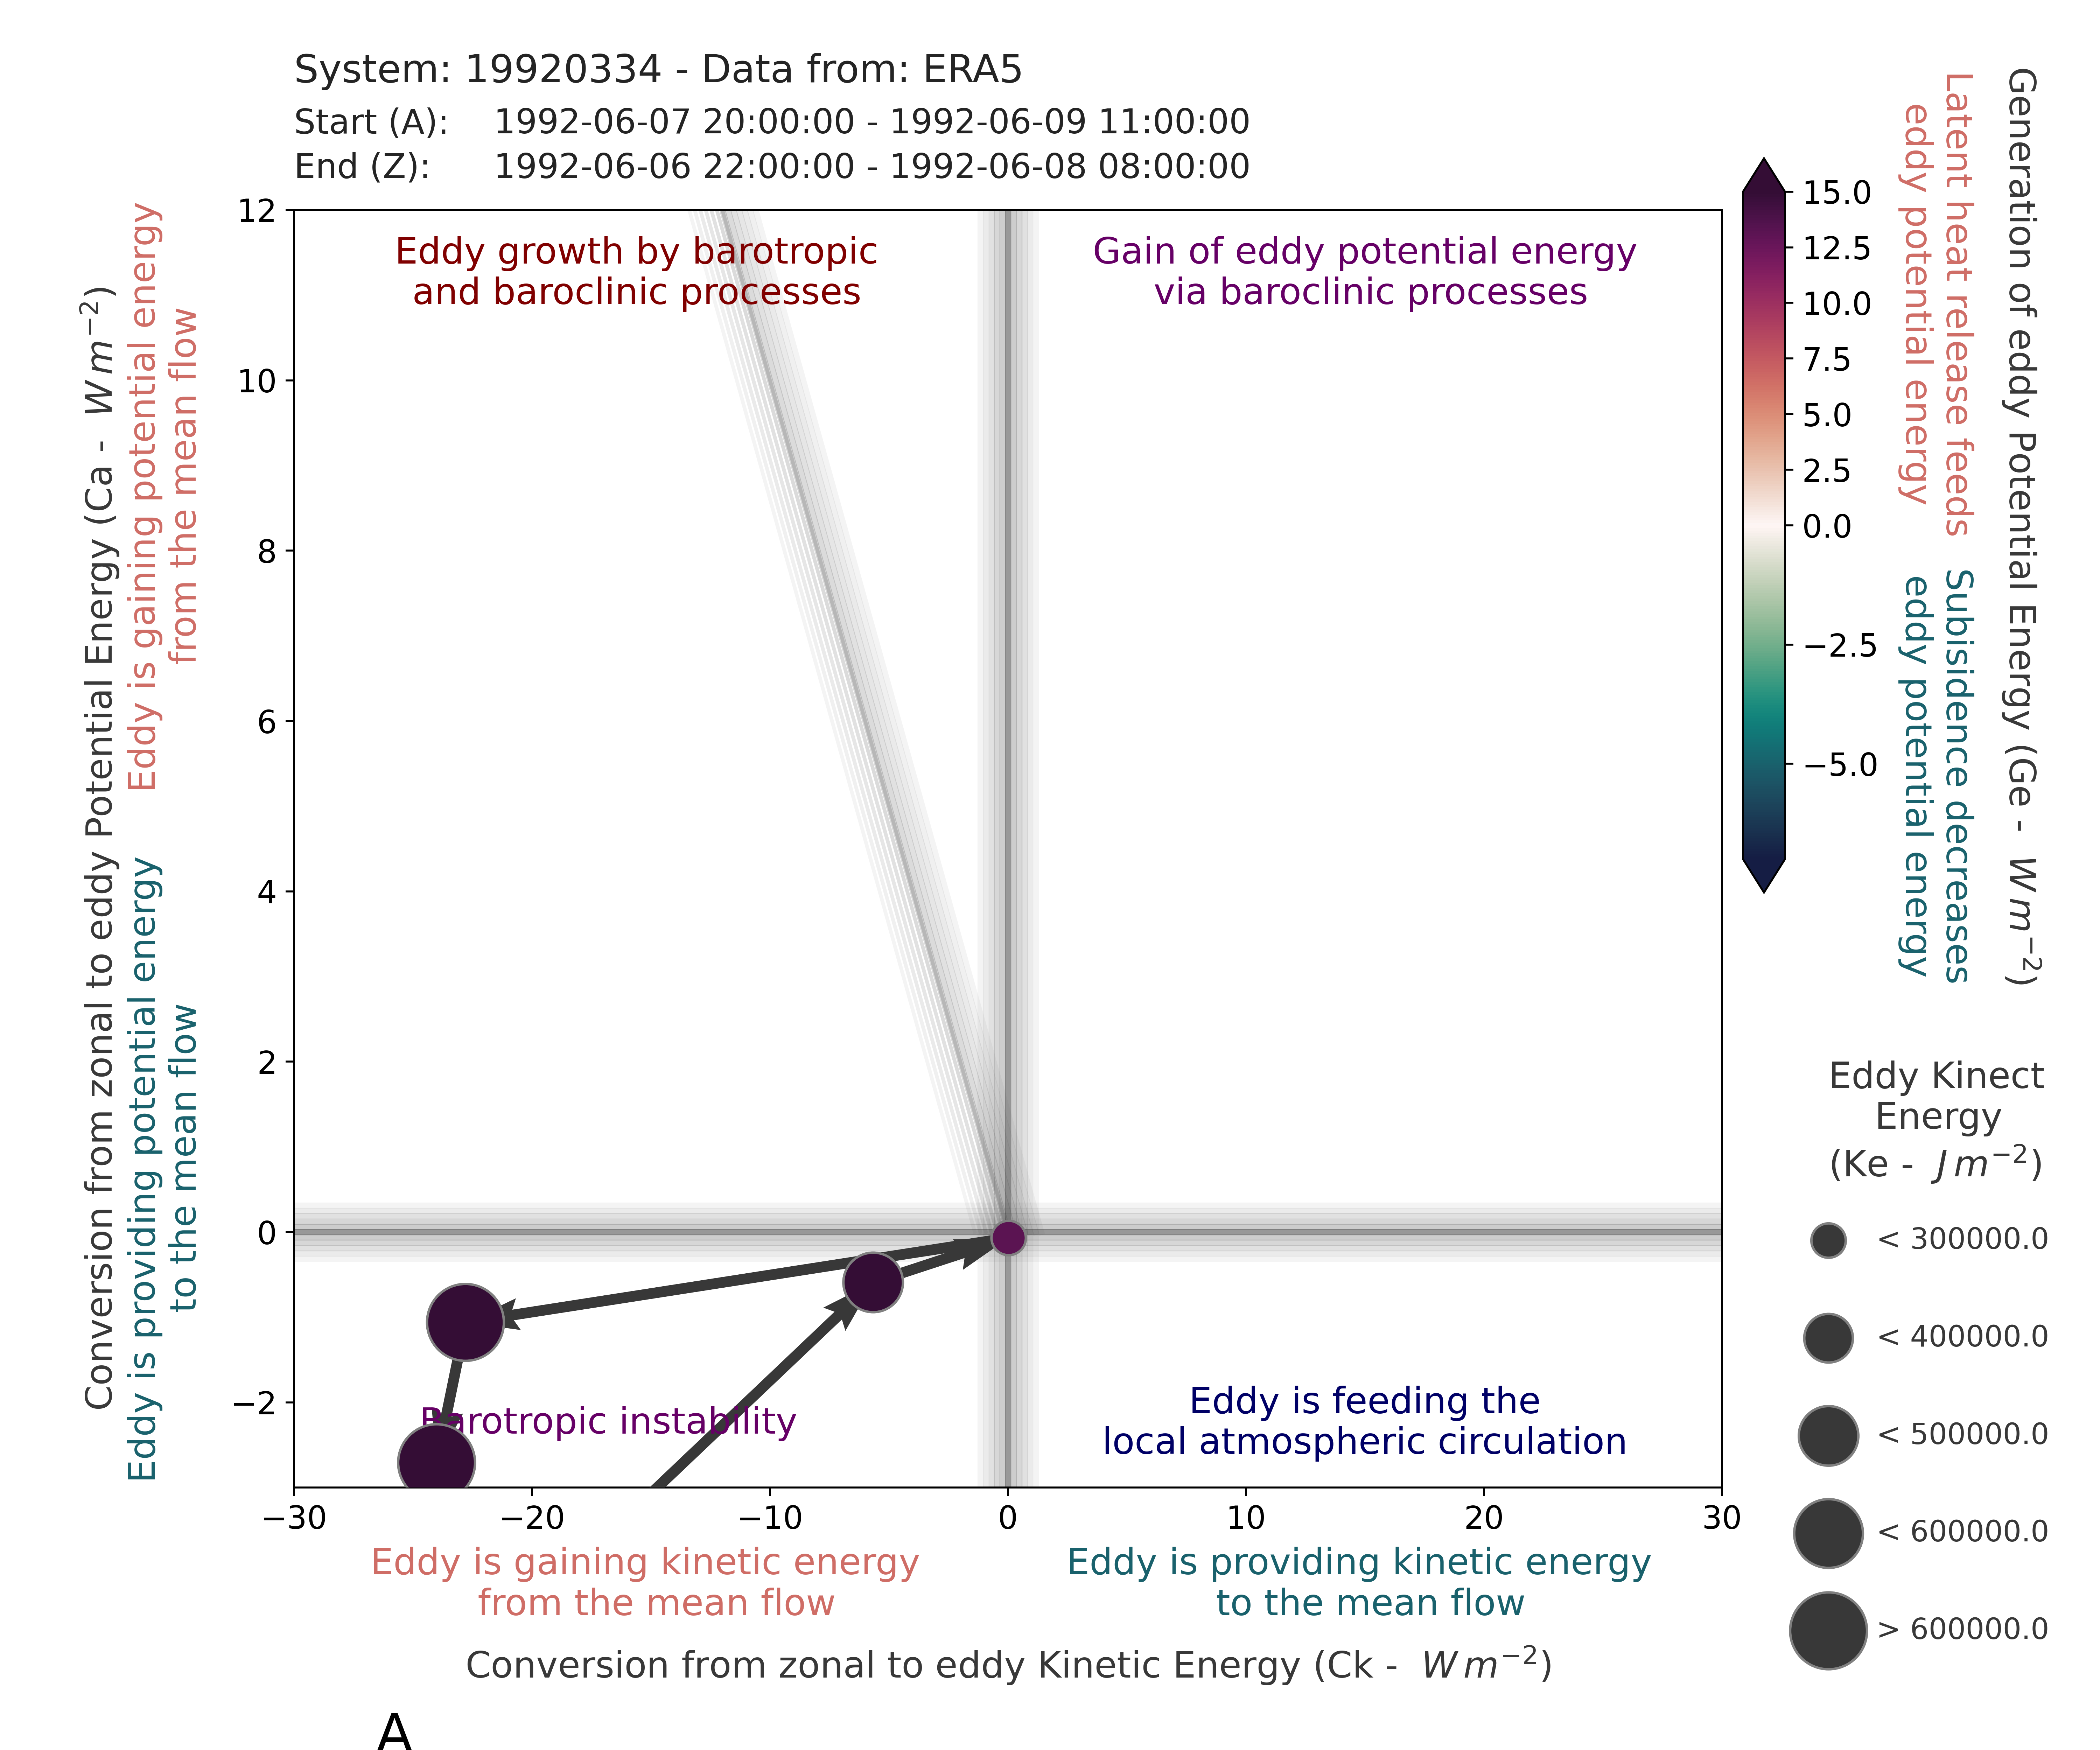 System: 19920334 - Data from: ERA5
Start (A): 1992-06-07 20:00:00 - 1992-06-09 11:00:00
End (Z): 1992-06-06 22:00:00 - 1992-06-08 08:00:00
Conversion from zonal to eddy Potential Energy (Ca - W m⁻²)
Eddy is gaining potential energy
from the mean flow
Eddy is providing potential energy
to the mean flow
12
10
8
6
4
2
0
−2
Eddy growth by barotropic
and baroclinic processes
Gain of eddy potential energy
via baroclinic processes
Barotropic instability
Eddy is feeding the
local atmospheric circulation
−30
−20
−10
0
10
20
30
Eddy is gaining kinetic energy
from the mean flow
Eddy is providing kinetic energy
to the mean flow
Conversion from zonal to eddy Kinetic Energy (Ck - W m⁻²)
A
15.0
12.5
10.0
7.5
5.0
2.5
0.0
−2.5
−5.0
Latent heat release feeds
eddy potential energy
Subisidence decreases
eddy potential energy
Generation of eddy Potential Energy (Ge - W m⁻²)
Eddy Kinect
Energy
(Ke - J m⁻²)
< 300000.0
< 400000.0
< 500000.0
< 600000.0
> 600000.0